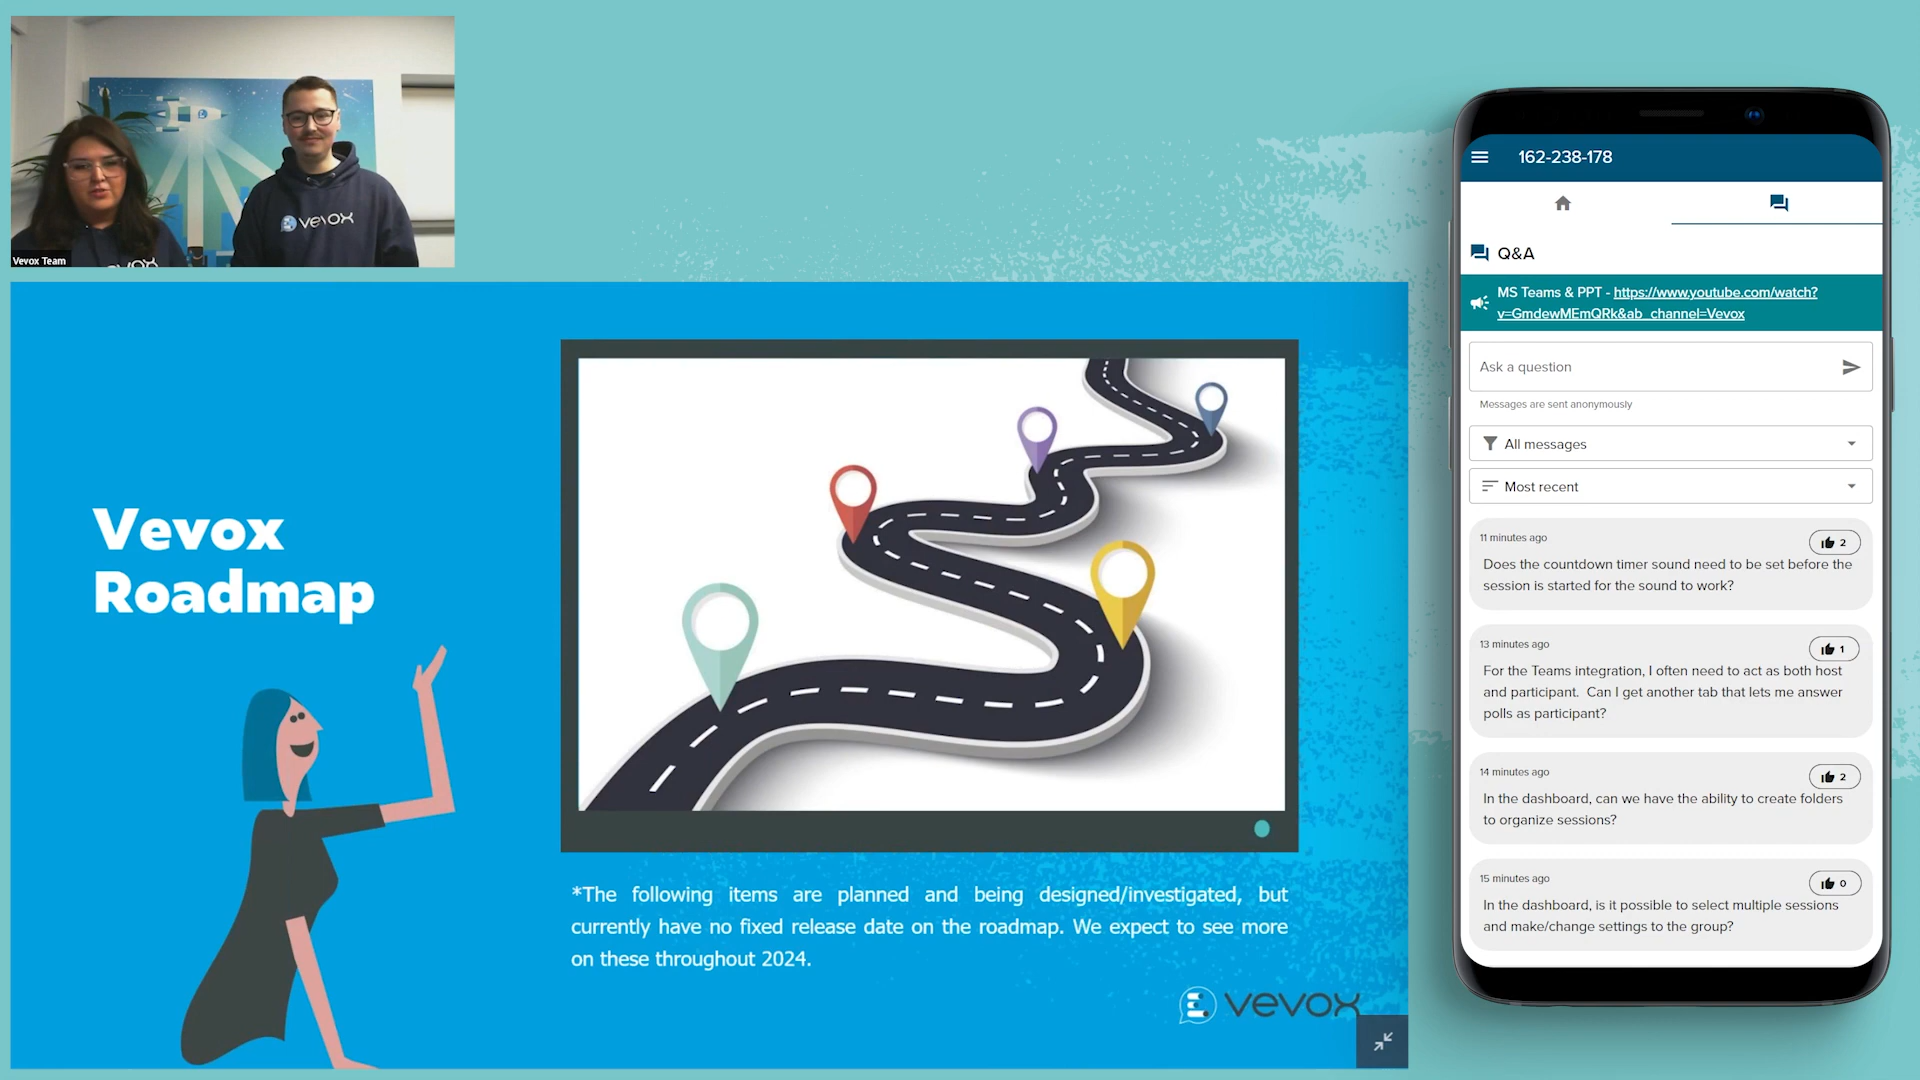 vevox
Vevox Team
Vevox
Roadmap
*The following items are planned and being designed/investigated, but
currently have no fixed release date on the roadmap. We expect to see more
on these throughout 2024.
vevox
162-238-178
Q&A
MS Teams & PPT - https://www.youtube.com/watch?
v=GmdewMEmQRk&ab_channel=Vevox
Ask a question
Messages are sent anonymously
All messages
Most recent
11 minutes ago
2
Does the countdown timer sound need to be set before the
session is started for the sound to work?
13 minutes ago
1
For the Teams integration, I often need to act as both host
and participant. Can I get another tab that lets me answer
polls as participant?
14 minutes ago
2
In the dashboard, can we have the ability to create folders
to organize sessions?
15 minutes ago
0
In the dashboard, is it possible to select multiple sessions
and make/change settings to the group?